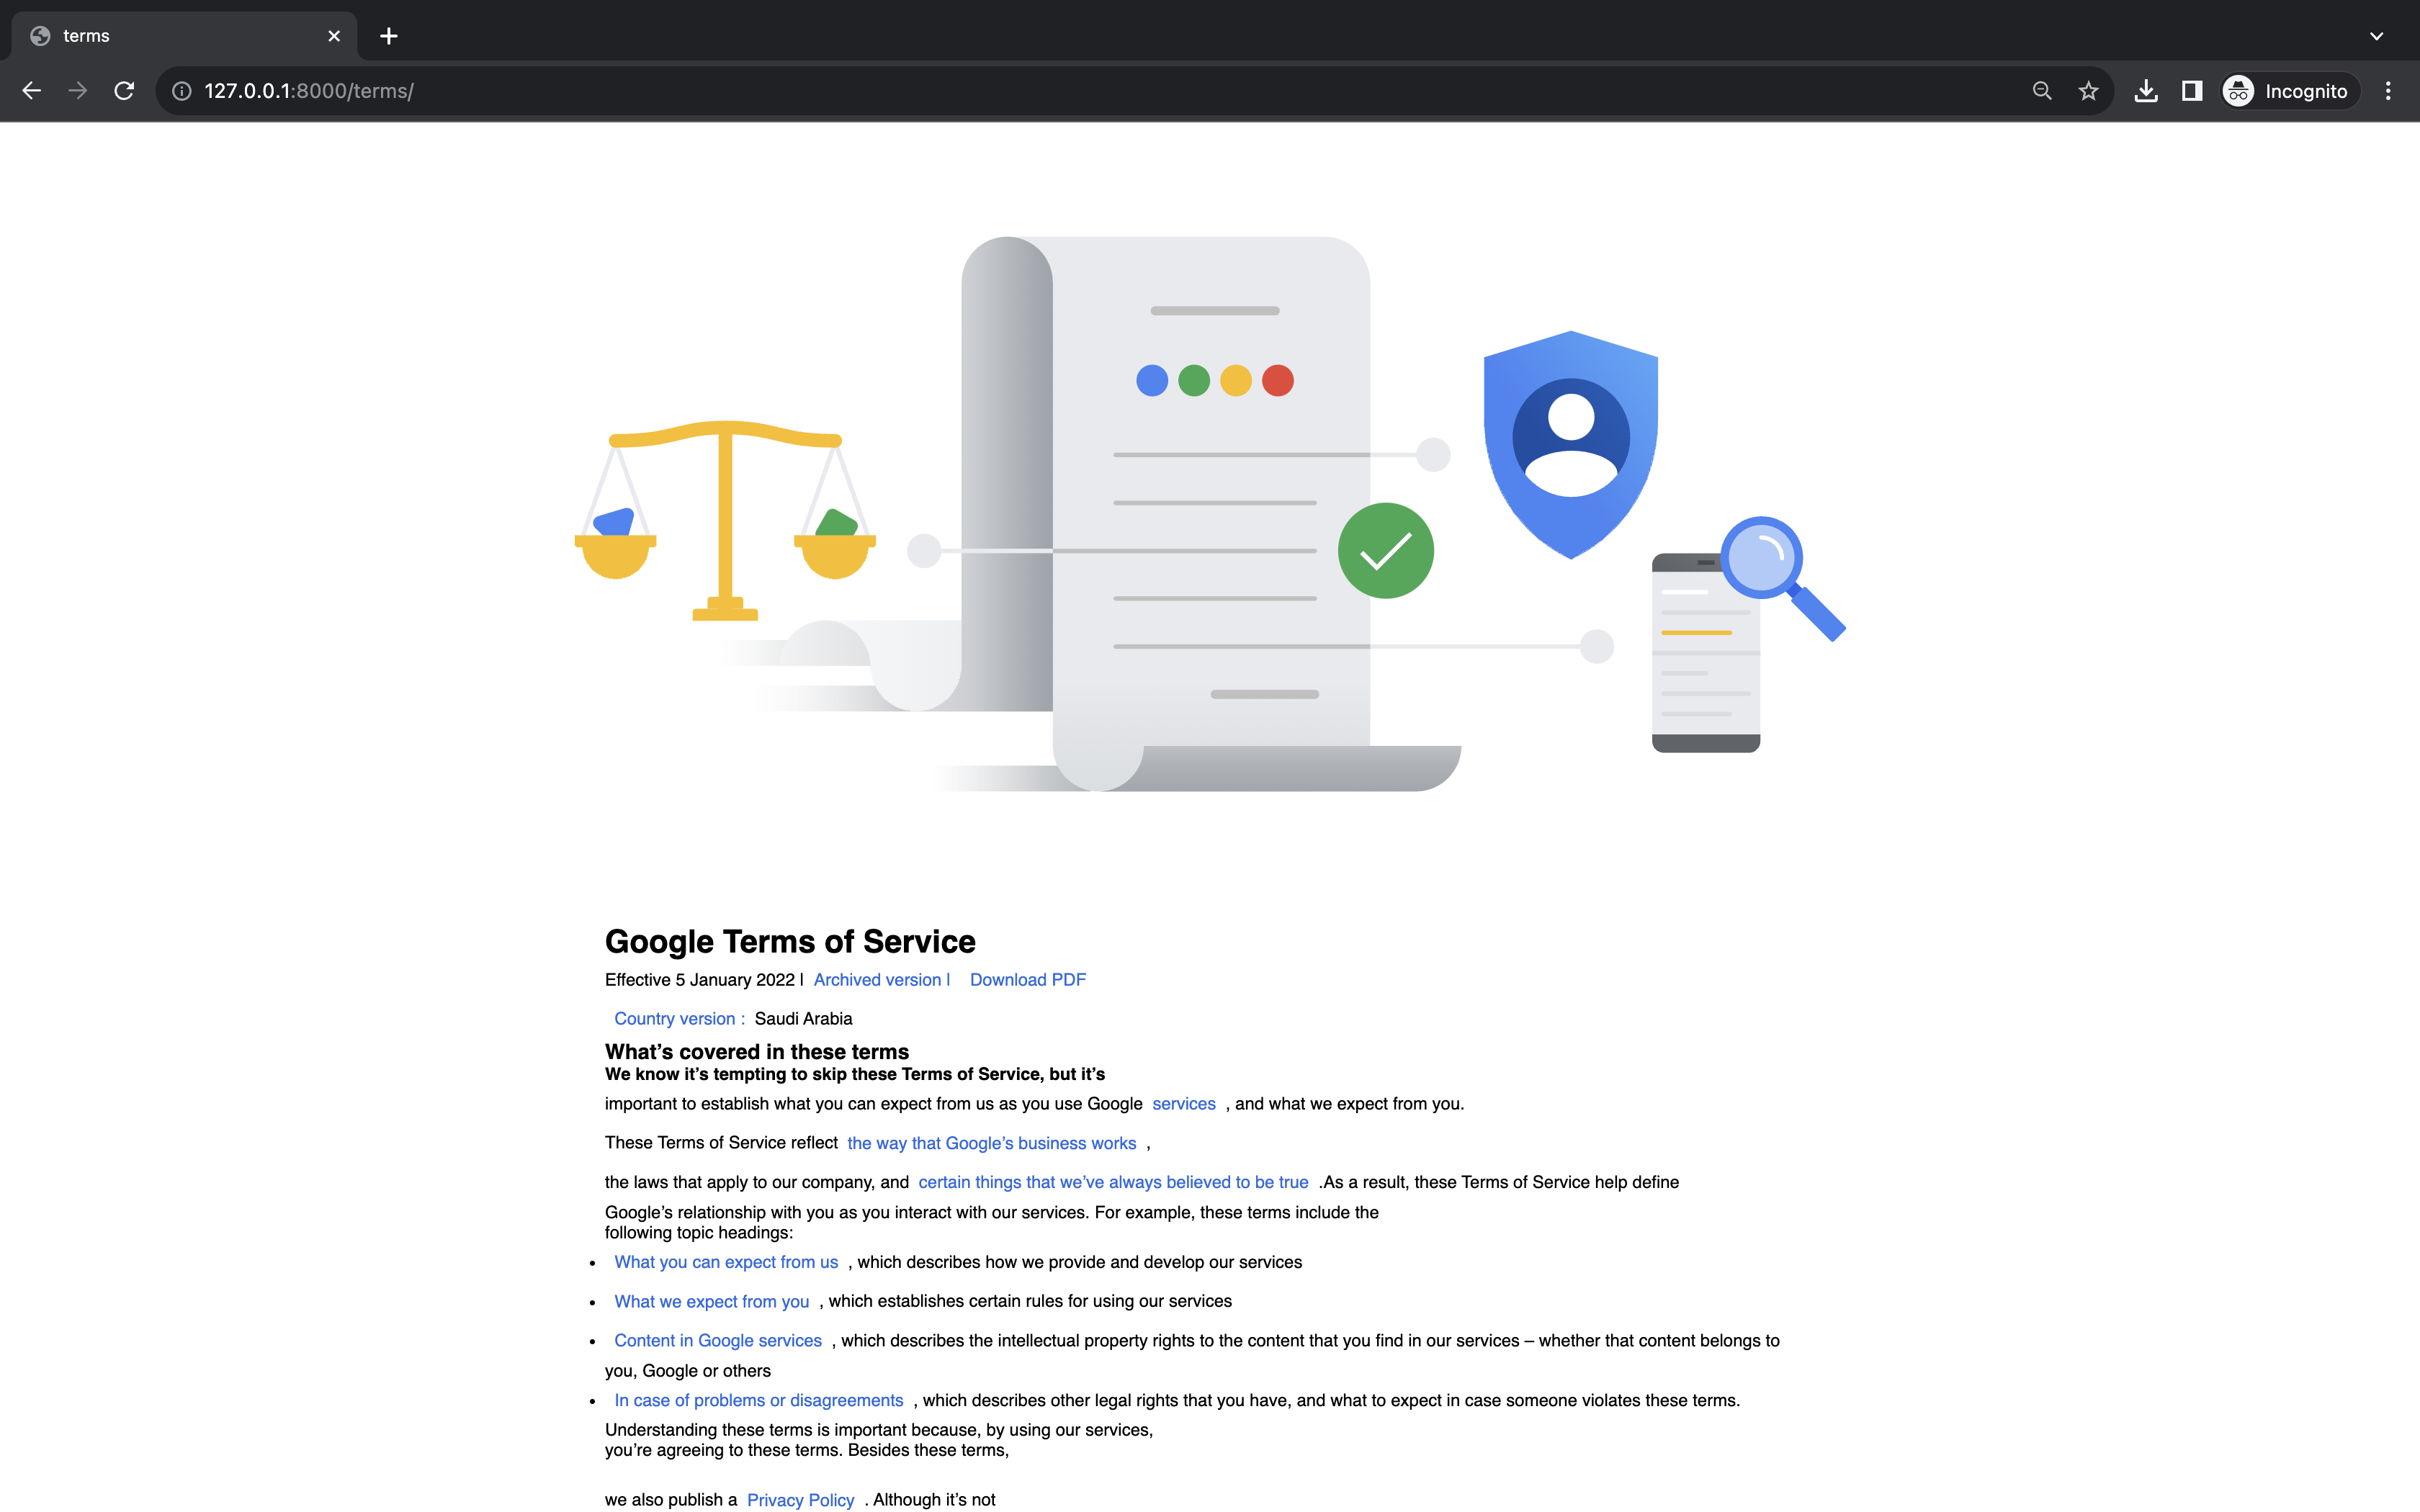 terms
127.0.0.1:8000/terms/
Incognito
Google Terms of Service
Effective 5 January 2022 | Archived version | Download PDF
Country version : Saudi Arabia
What’s covered in these terms
We know it’s tempting to skip these Terms of Service, but it’s
important to establish what you can expect from us as you use Google services , and what we expect from you.
These Terms of Service reflect the way that Google’s business works ,
the laws that apply to our company, and certain things that we’ve always believed to be true .As a result, these Terms of Service help define
Google’s relationship with you as you interact with our services. For example, these terms include the
following topic headings:
• What you can expect from us , which describes how we provide and develop our services
• What we expect from you , which establishes certain rules for using our services
• Content in Google services , which describes the intellectual property rights to the content that you find in our services – whether that content belongs to
you, Google or others
• In case of problems or disagreements , which describes other legal rights that you have, and what to expect in case someone violates these terms.
Understanding these terms is important because, by using our services,
you’re agreeing to these terms. Besides these terms,
we also publish a Privacy Policy . Although it’s not